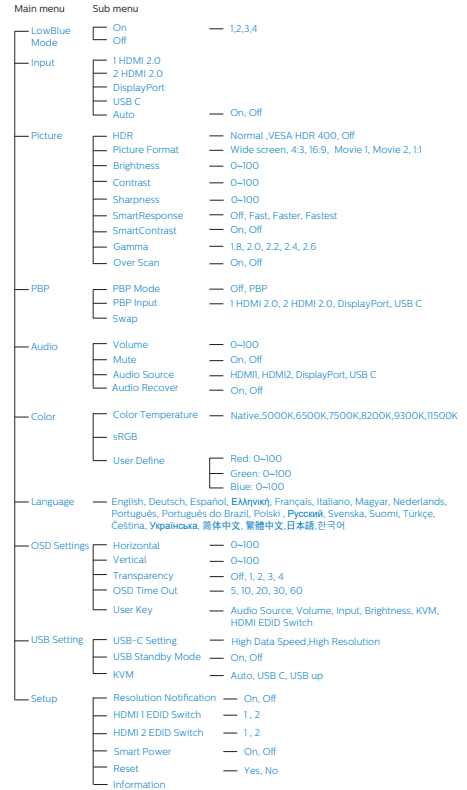 Main menu Sub menu
LowBlue Mode On 1,2,3,4
Off
Input 1 HDMI 2.0
2 HDMI 2.0
DisplayPort
USB C
Auto On, Off
Picture HDR Normal ,VESA HDR 400, Off
Picture Format Wide screen, 4:3, 16:9, Movie 1, Movie 2, 1:1
Brightness 0~100
Contrast 0~100
Sharpness 0~100
SmartResponse Off, Fast, Faster, Fastest
SmartContrast On, Off
Gamma 1.8, 2.0, 2.2, 2.4, 2.6
Over Scan On, Off
PBP PBP Mode Off, PBP
PBP Input 1 HDMI 2.0, 2 HDMI 2.0, DisplayPort, USB C
Swap
Audio Volume 0~100
Mute On, Off
Audio Source HDMI1, HDMI2, DisplayPort, USB C
Audio Recover On, Off
Color Color Temperature Native,5000K,6500K,7500K,8200K,9300K,11500K
sRGB
User Define Red: 0~100
Green: 0~100
Blue: 0~100
Language English, Deutsch, Español, Ελληνική, Français, Italiano, Magyar, Nederlands,
Português, Português do Brazil, Polski , Русский, Svenska, Suomi, Türkçe,
Čeština, Українська, 简体中文, 繁體中文,日本語,한국어
OSD Settings Horizontal 0~100
Vertical 0~100
Transparency Off, 1, 2, 3, 4
OSD Time Out 5, 10, 20, 30, 60
User Key Audio Source, Volume, Input, Brightness, KVM,
HDMI EDID Switch
USB Setting USB-C Setting High Data Speed,High Resolution
USB Standby Mode On, Off
KVM Auto, USB C, USB up
Setup Resolution Notification On, Off
HDMI 1 EDID Switch 1 , 2
HDMI 2 EDID Switch 1 , 2
Smart Power On, Off
Reset Yes, No
Information